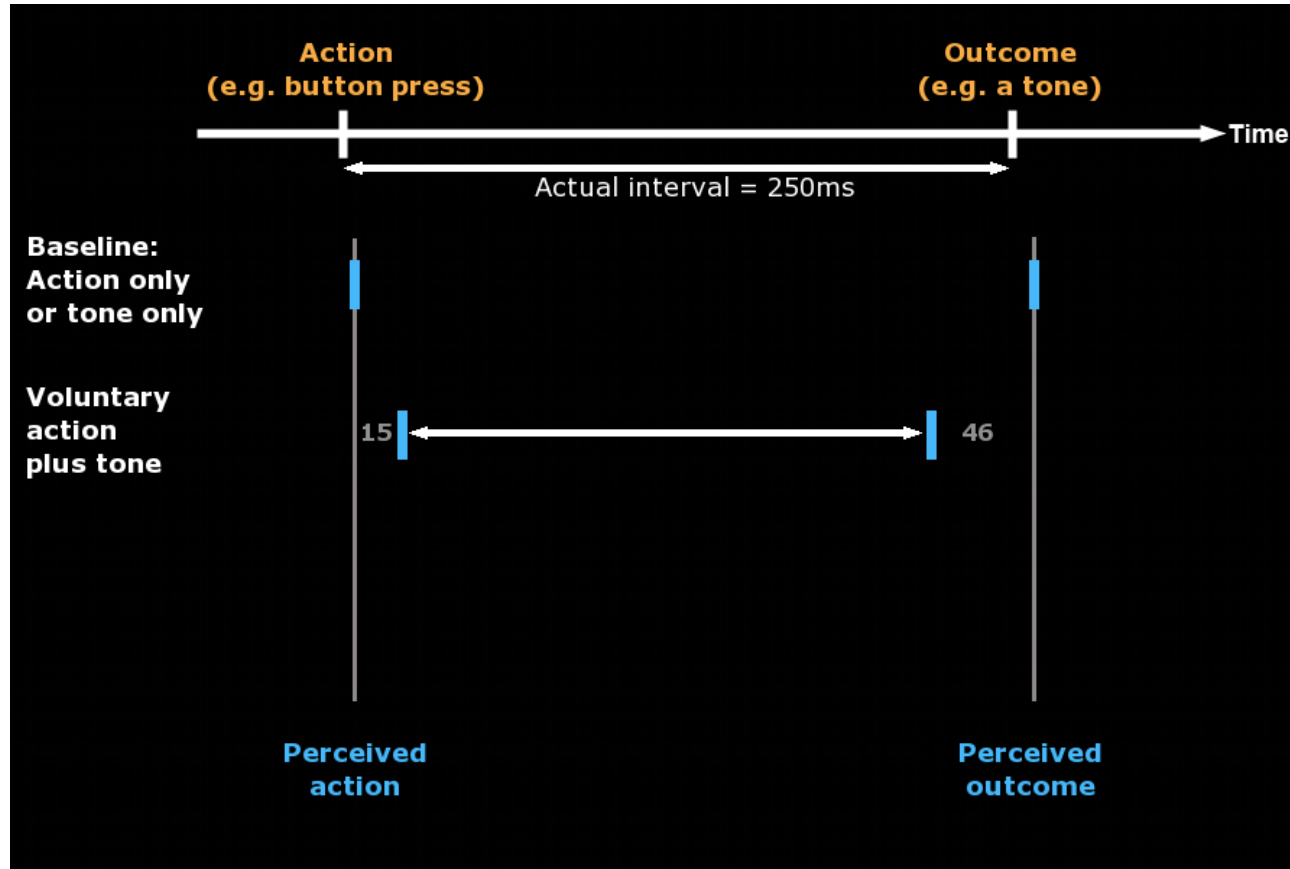 Action
(e.g. button press)
Outcome
(e.g. a tone)
Time
Actual interval = 250ms
Baseline:
Action only
or tone only
Voluntary
action
plus tone
15
46
Perceived
action
Perceived
outcome